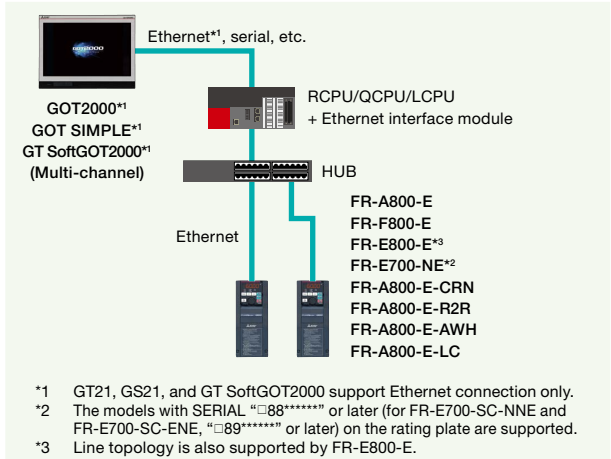 Ethernet*1, serial, etc.
GOT2000
GOT2000*1
GOT SIMPLE*1
GT SoftGOT2000*1
(Multi-channel)
RCPU/QCPU/LCPU
+ Ethernet interface module
HUB
Ethernet
FR-A800-E
FR-F800-E
FR-E800-E*3
FR-E700-NE*2
FR-A800-E-CRN
FR-A800-E-R2R
FR-A800-E-AWH
FR-A800-E-LC
*1 GT21, GS21, and GT SoftGOT2000 support Ethernet connection only.
*2 The models with SERIAL “□88******” or later (for FR-E700-SC-NNE and
FR-E700-SC-ENE, “□89******” or later) on the rating plate are supported.
*3 Line topology is also supported by FR-E800-E.